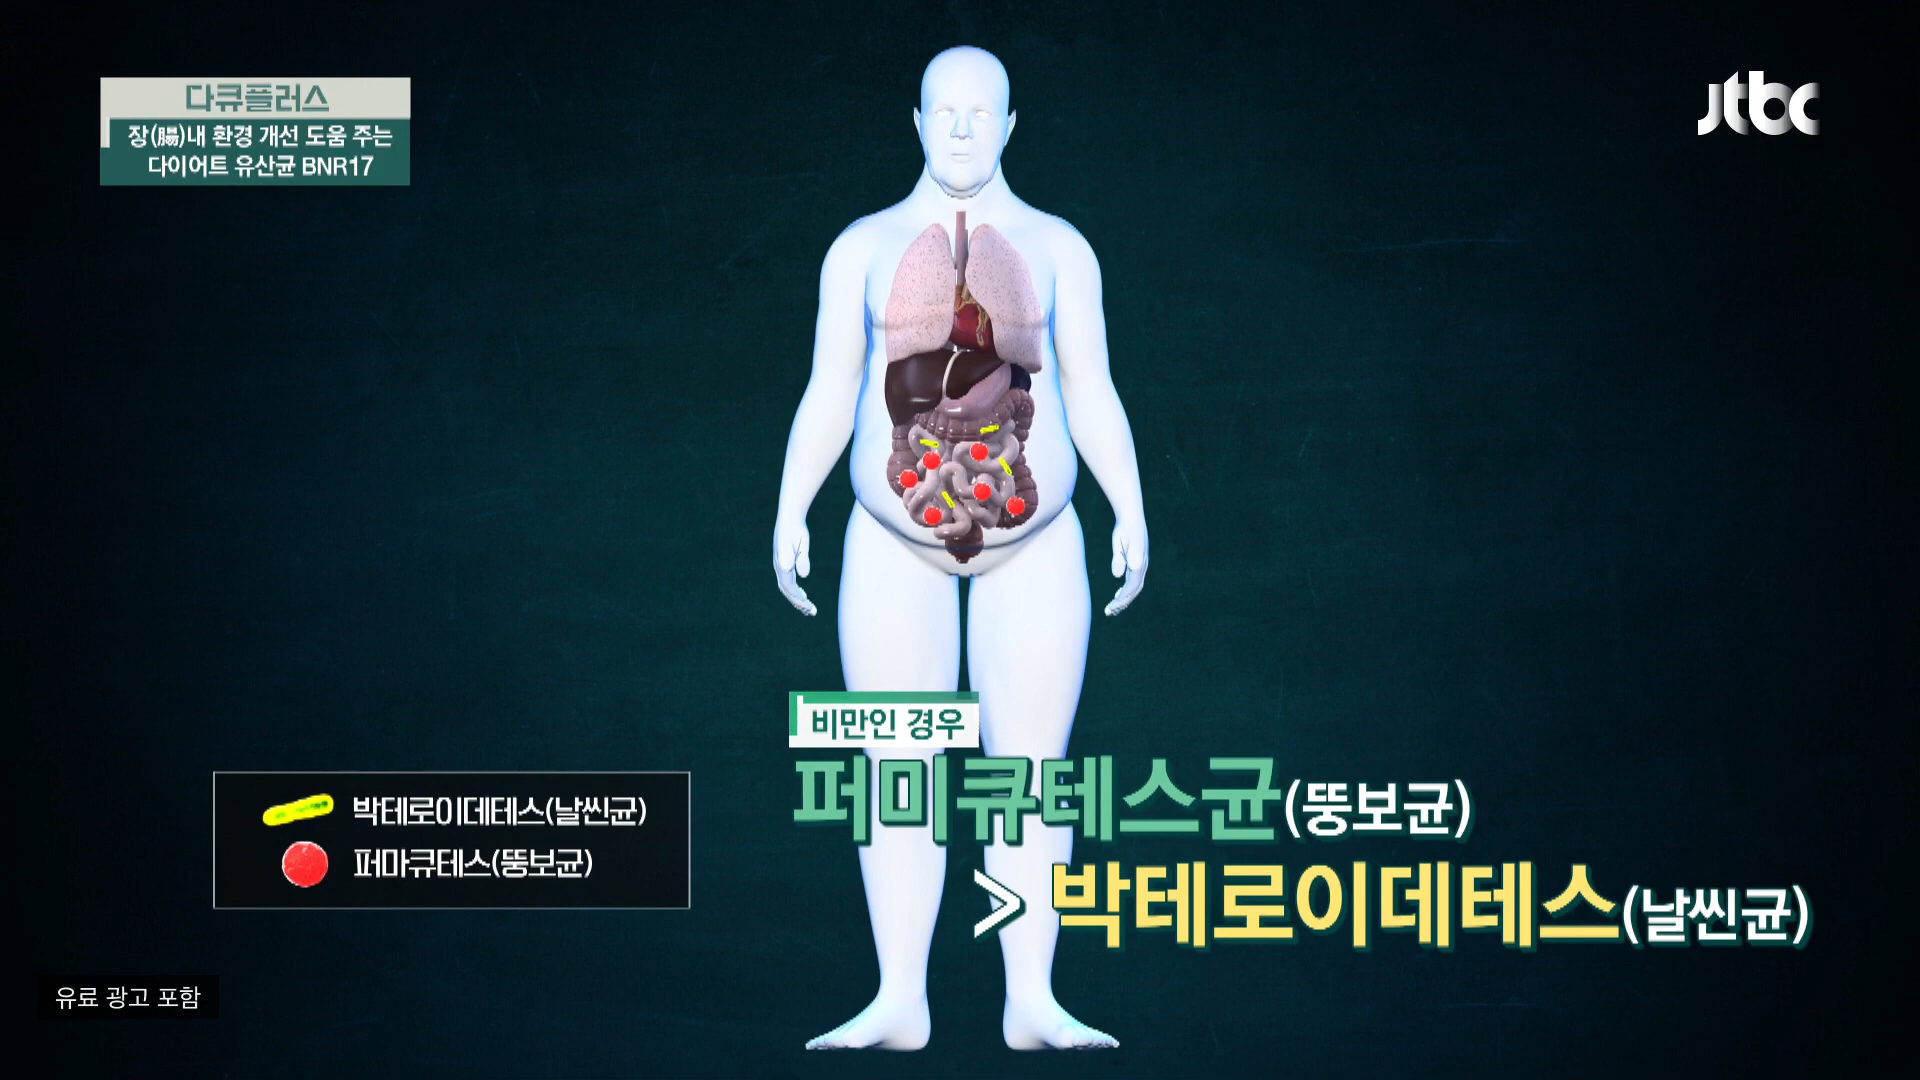 다큐플러스
장(腸)내 환경 개선 도움 주는
다이어트 유산균 BNR17
jtbc
비만인 경우
퍼미큐테스균(뚱보균)
> 박테로이데테스(날씬균)
박테로이데테스(날씬균)
퍼마큐테스(뚱보균)
유료 광고 포함